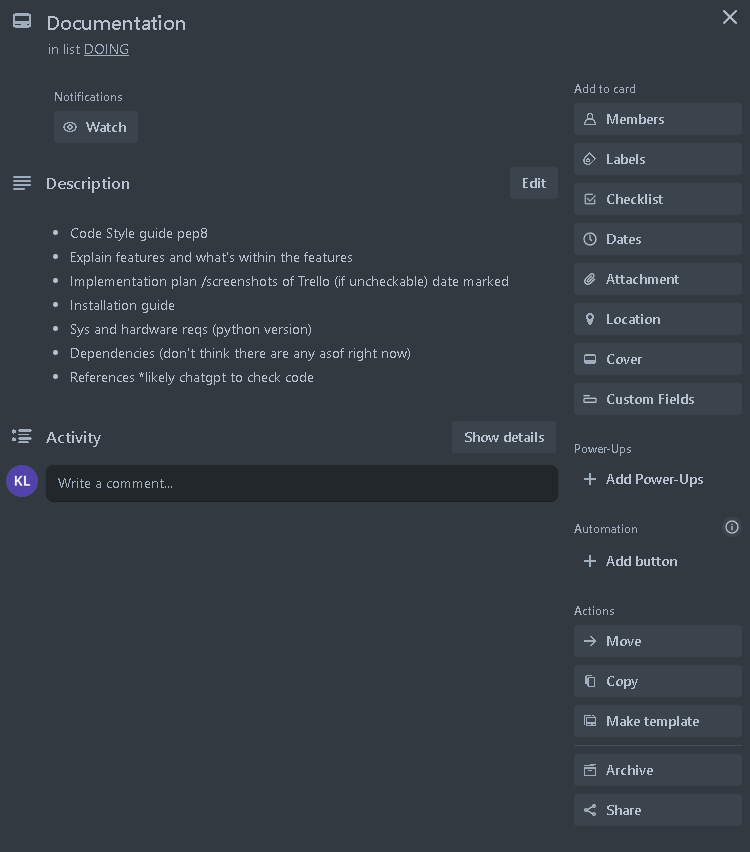 Documentation
in list DOING
Notifications
Watch
Description
Edit
Code Style guide pep8
Explain features and what's within the features
Implementation plan /screenshots of Trello (if uncheckable) date marked
Installation guide
Sys and hardware reqs (python version)
Dependencies (don't think there are any asof right now)
References *likely chatgpt to check code
Activity
Show details
KL
Write a comment...
Add to card
Members
Labels
Checklist
Dates
Attachment
Location
Cover
Custom Fields
Power-Ups
Add Power-Ups
Automation
Add button
Actions
Move
Copy
Make template
Archive
Share